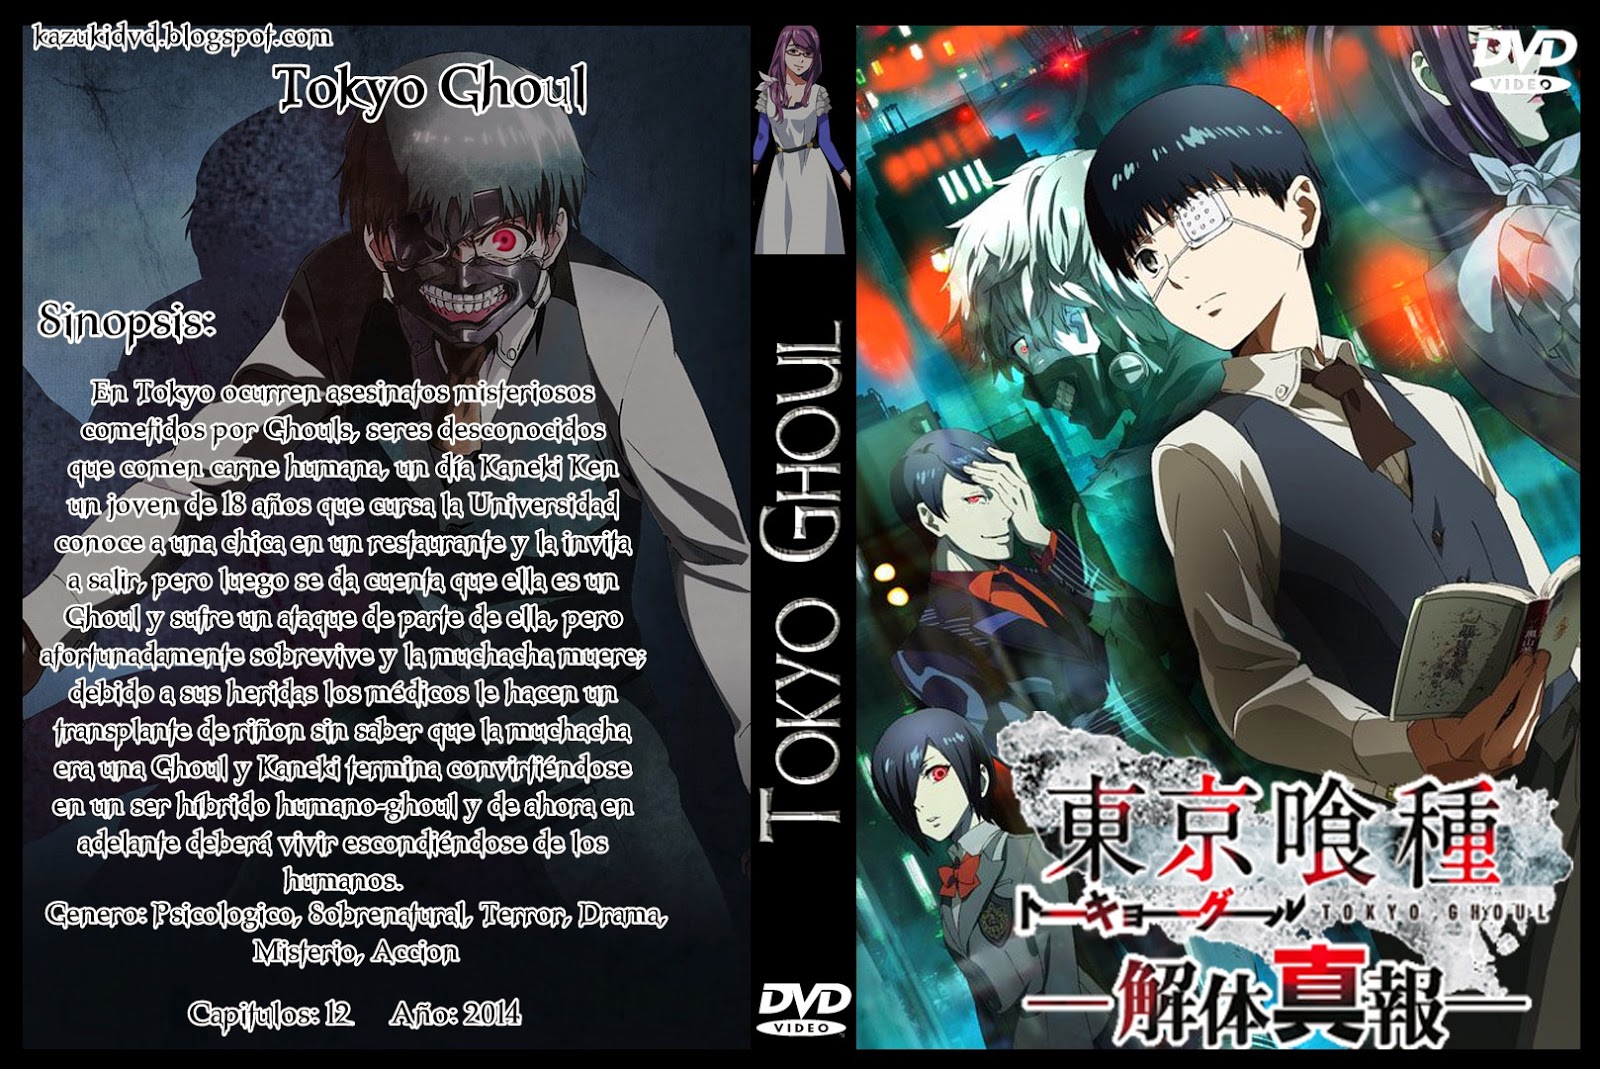 kazukidvd.blogspot.com
Tokyo Ghoul
Sinopsis:
En Tokyo ocurren asesinatos misteriosos
cometidos por Ghouls, seres desconocidos
que comen carne humana, un día Kaneki Ken
un joven de 18 años que cursa la Universidad
conoce a una chica en un restaurante y la invita
a salir, pero luego se da cuenta que ella es un
Ghoul y sufre un ataque de parte de ella, pero
afortunadamente sobrevive y la muchacha muere;
debido a sus heridas los médicos le hacen un
transplante de riñon sin saber que la muchacha
era una Ghoul y Kaneki termina convirtiéndose
en un ser híbrido humano-ghoul y de ahora en
adelante deberá vivir escondiéndose de los
humanos.
Genero: Psicologico, Sobrenatural, Terror, Drama,
Misterio, Accion
Capitulos: 12 Año: 2014
TOKYO GHOUL
DVD
VIDEO
DVD
VIDEO
東京喰種
トーキョーグール TOKYO GHOUL
—解体真報—